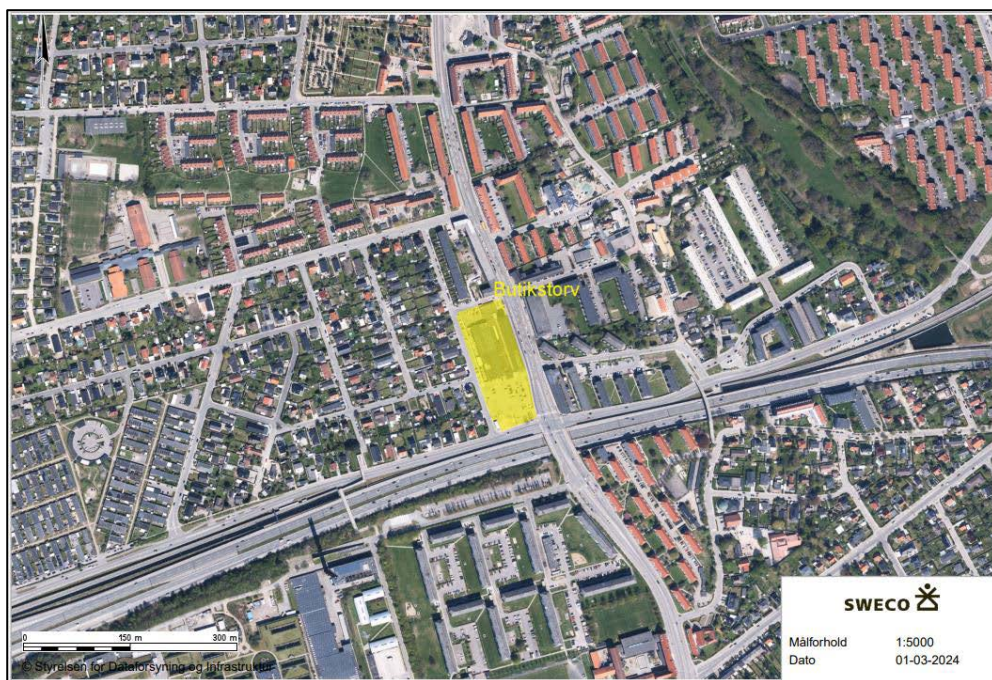 Butikstorv
0 150 m 300 m
© Styrelsen for Dataforsyning og Infrastruktur
SWECO
Målforhold 1:5000
Dato 01-03-2024